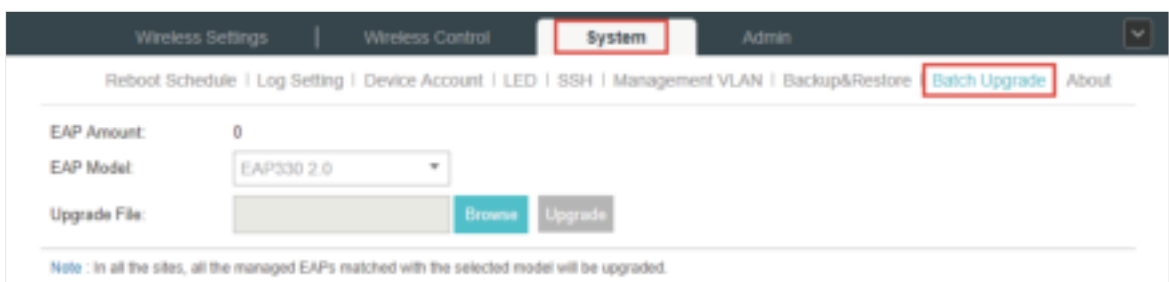 Wireless Settings | Wireless Control System Admin
Reboot Schedule | Log Setting | Device Account | LED | SSH | Management VLAN | Backup&Restore | Batch Upgrade About
EAP Amount: 0
EAP Model: EAP330 2.0
Upgrade File: Browse Upgrade
Note : In all the sites, all the managed EAPs matched with the selected model will be upgraded.